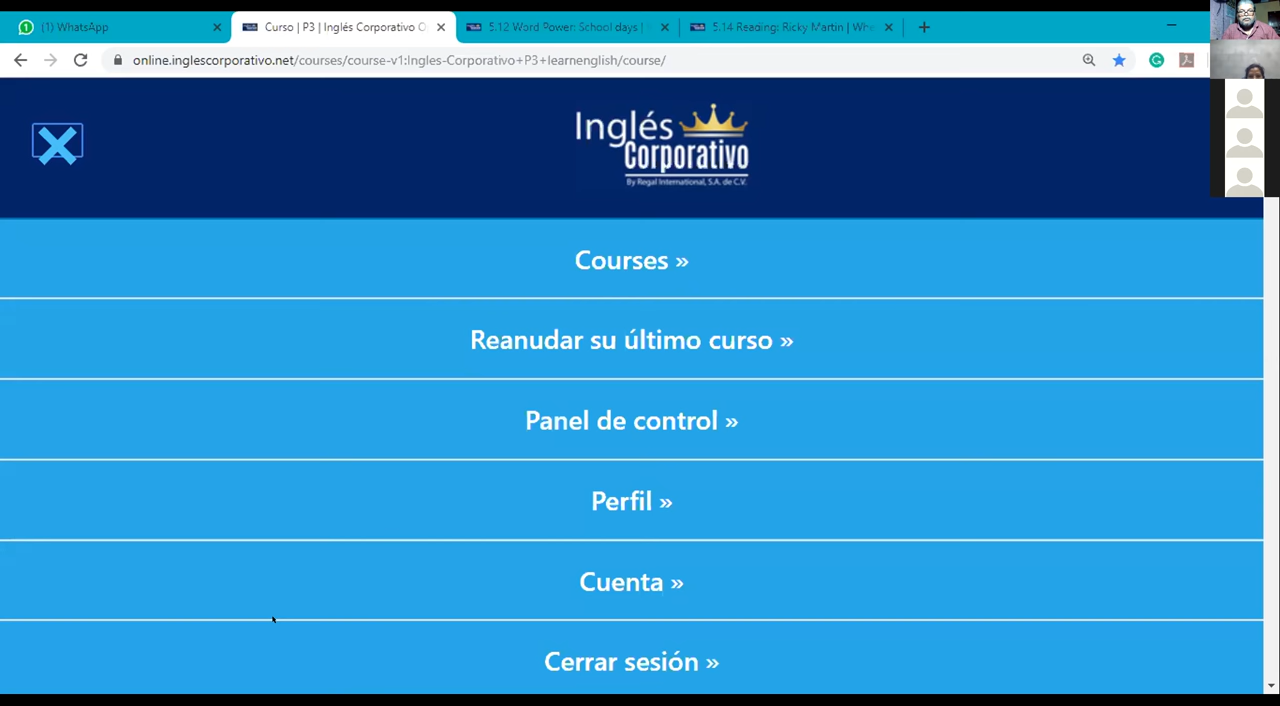 (1) WhatsApp
Curso | P3 | Inglés Corporativo O
5.12 Word Power: School days |
5.14 Reading: Ricky Martin | Whe
online.inglescorporativo.net/courses/course-v1:Ingles-Corporativo+P3+learnenglish/course/
Inglés
Corporativo
By Regal International, S.A. de C.V.
Courses »
Reanudar su último curso »
Panel de control »
Perfil »
Cuenta »
Cerrar sesión »